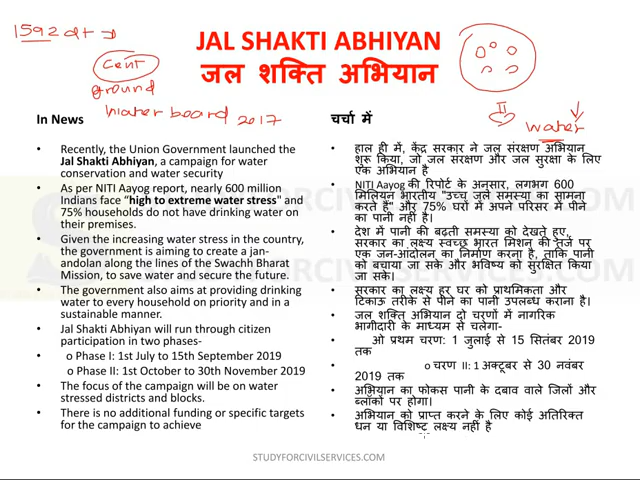 1592 dt →
JAL SHAKTI ABHIYAN
जल शक्ति अभियान
Cent
ground
water board 2017
II
water
In News
Recently, the Union Government launched the
Jal Shakti Abhiyan, a campaign for water
conservation and water security
As per NITI Aayog report, nearly 600 million
Indians face “high to extreme water stress” and
75% households do not have drinking water on
their premises.
Given the increasing water stress in the country,
the government is aiming to create a jan-
andolan along the lines of the Swachh Bharat
Mission, to save water and secure the future.
The government also aims at providing drinking
water to every household on priority and in a
sustainable manner.
Jal Shakti Abhiyan will run through citizen
participation in two phases-
o Phase I: 1st July to 15th September 2019
o Phase II: 1st October to 30th November 2019
The focus of the campaign will be on water
stressed districts and blocks.
There is no additional funding or specific targets
for the campaign to achieve
चर्चा में
हाल ही में, केंद्र सरकार ने जल संरक्षण अभियान
शुरू किया, जो जल संरक्षण और जल सुरक्षा के लिए
एक अभियान है
NITI Aayog की रिपोर्ट के अनुसार, लगभग 600
मिलियन भारतीय "उच्च जल समस्या का सामना
करते हैं" और 75% घरों में अपने परिसर में पीने
का पानी नहीं है।
देश में पानी की बढ़ती समस्या को देखते हुए,
सरकार का लक्ष्य स्वच्छ भारत मिशन की तर्ज पर
एक जन-आंदोलन का निर्माण करना है, ताकि पानी
को बचाया जा सके और भविष्य को सुरक्षित किया
जा सके।
सरकार का लक्ष्य हर घर को प्राथमिकता और
टिकाऊ तरीके से पीने का पानी उपलब्ध कराना है।
जल शक्ति अभियान दो चरणों में नागरिक
भागीदारी के माध्यम से चलेगा-
ओ प्रथम चरण: 1 जुलाई से 15 सितंबर 2019
तक
o चरण II: 1 अक्टूबर से 30 नवंबर
2019 तक
अभियान का फोकस पानी के दबाव वाले जिलों और
ब्लॉकों पर होगा।
अभियान को प्राप्त करने के लिए कोई अतिरिक्त
धन या विशिष्ट लक्ष्य नहीं है
STUDYFORCIVILSERVICES.COM